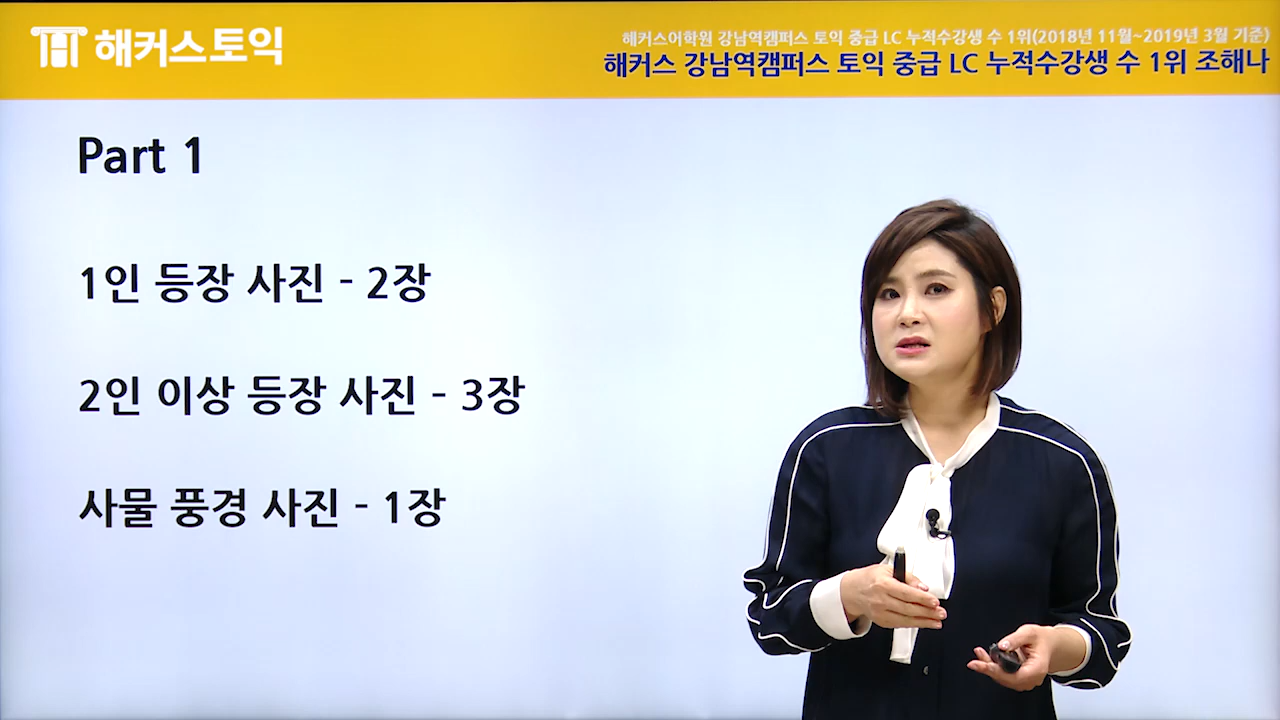 해커스토익
해커스어학원 강남역캠퍼스 토익 중급 LC 누적수강생 수 1위(2018년 11월~2019년 3월 기준)
해커스 강남역캠퍼스 토익 중급 LC 누적수강생 수 1위 조해나
Part 1
1인 등장 사진 - 2장
2인 이상 등장 사진 - 3장
사물 풍경 사진 - 1장